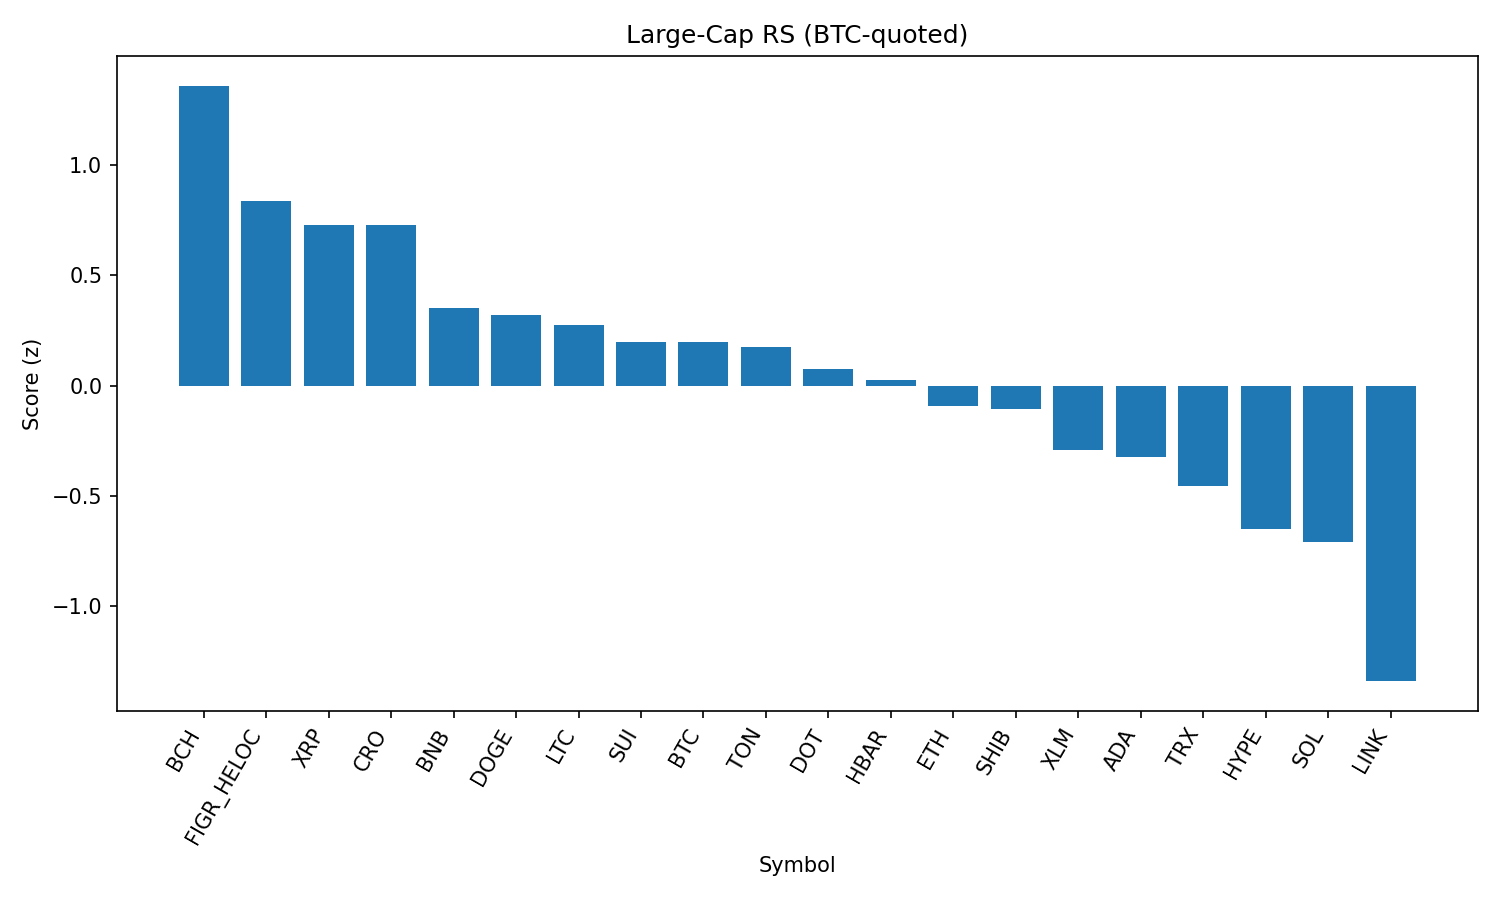 Large-Cap RS (BTC-quoted)
Score (z)
1.0
0.5
0.0
−0.5
−1.0
BCH
FIGR_HELOC
XRP
CRO
BNB
DOGE
LTC
SUI
BTC
TON
DOT
HBAR
ETH
SHIB
XLM
ADA
TRX
HYPE
SOL
LINK
Symbol